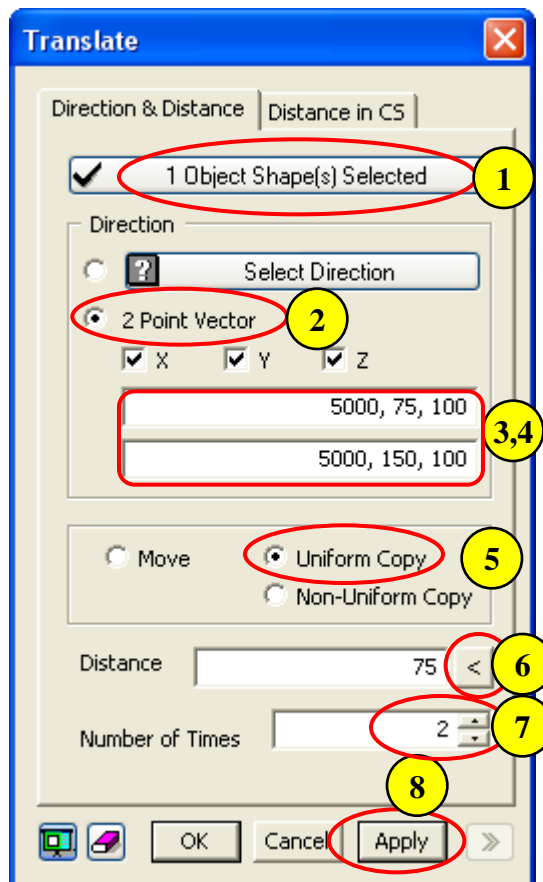 Translate
Direction & Distance Distance in CS
1 Object Shape(s) Selected 1
Direction
? Select Direction
2 Point Vector 2
X Y Z
5000, 75, 100
3,4
5000, 150, 100
Move Uniform Copy 5
Non-Uniform Copy
Distance 75 < 6
Number of Times 2 7
8
OK Cancel Apply >>